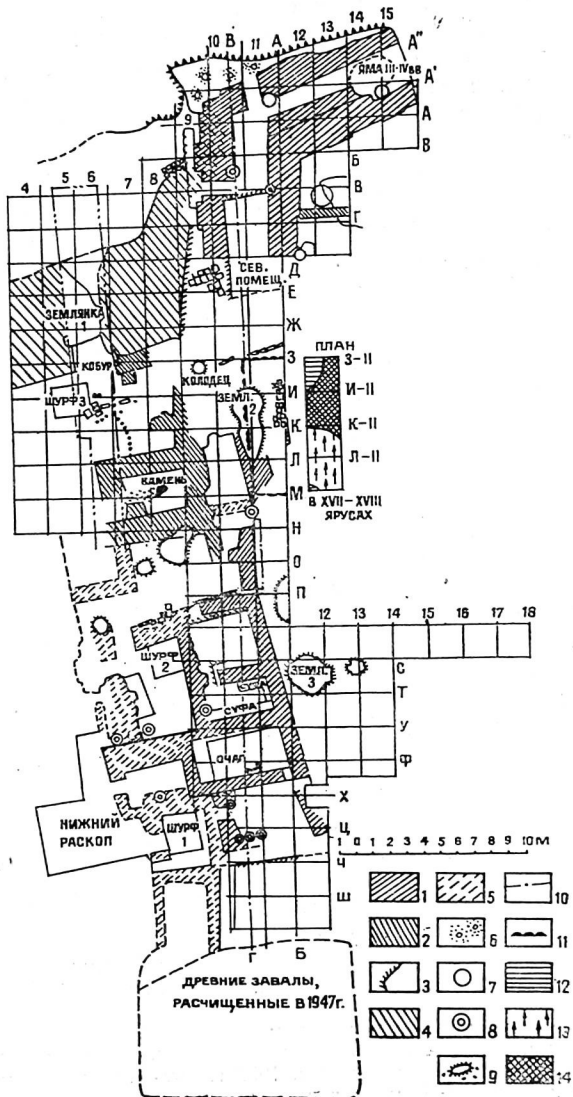 10 В 11 А 12 13 14 15
А"
ЯМА III-IV ВВ
А'
А
В
9
Б
8
В
4 5 6 7
Г
Д
СЕВ.
ПОМЕЩ.
Е
ЗЕМЛЯНКА
1
Ж
ПЛАН
КОБУР
З
З-II
КОЛОДЕЦ
ШУРФ 3
ЗЕМЛ.
2
И
И-II
К
К-II
Л
Л-II
КАМЕНЬ
М
В XVII-XVIII
ЯРУСАХ
Н
О
П
12 13 14 15 16 17 18
ШУРФ
2
ЗЕМЛ.
3
С
Т
СУФА
У
ОЧАГ
Ф
Х
НИЖНИЙ
РАСКОП
ШУРФ
1
Ц
1 0 1 2 3 4 5 6 7 8 9 10 М
Ч
Ш
Г Б
ДРЕВНИЕ ЗАВАЛЫ,
РАСЧИЩЕННЫЕ В 1947г.
1 5 10
2 6 11
3 7 12
4 8 13
9 14